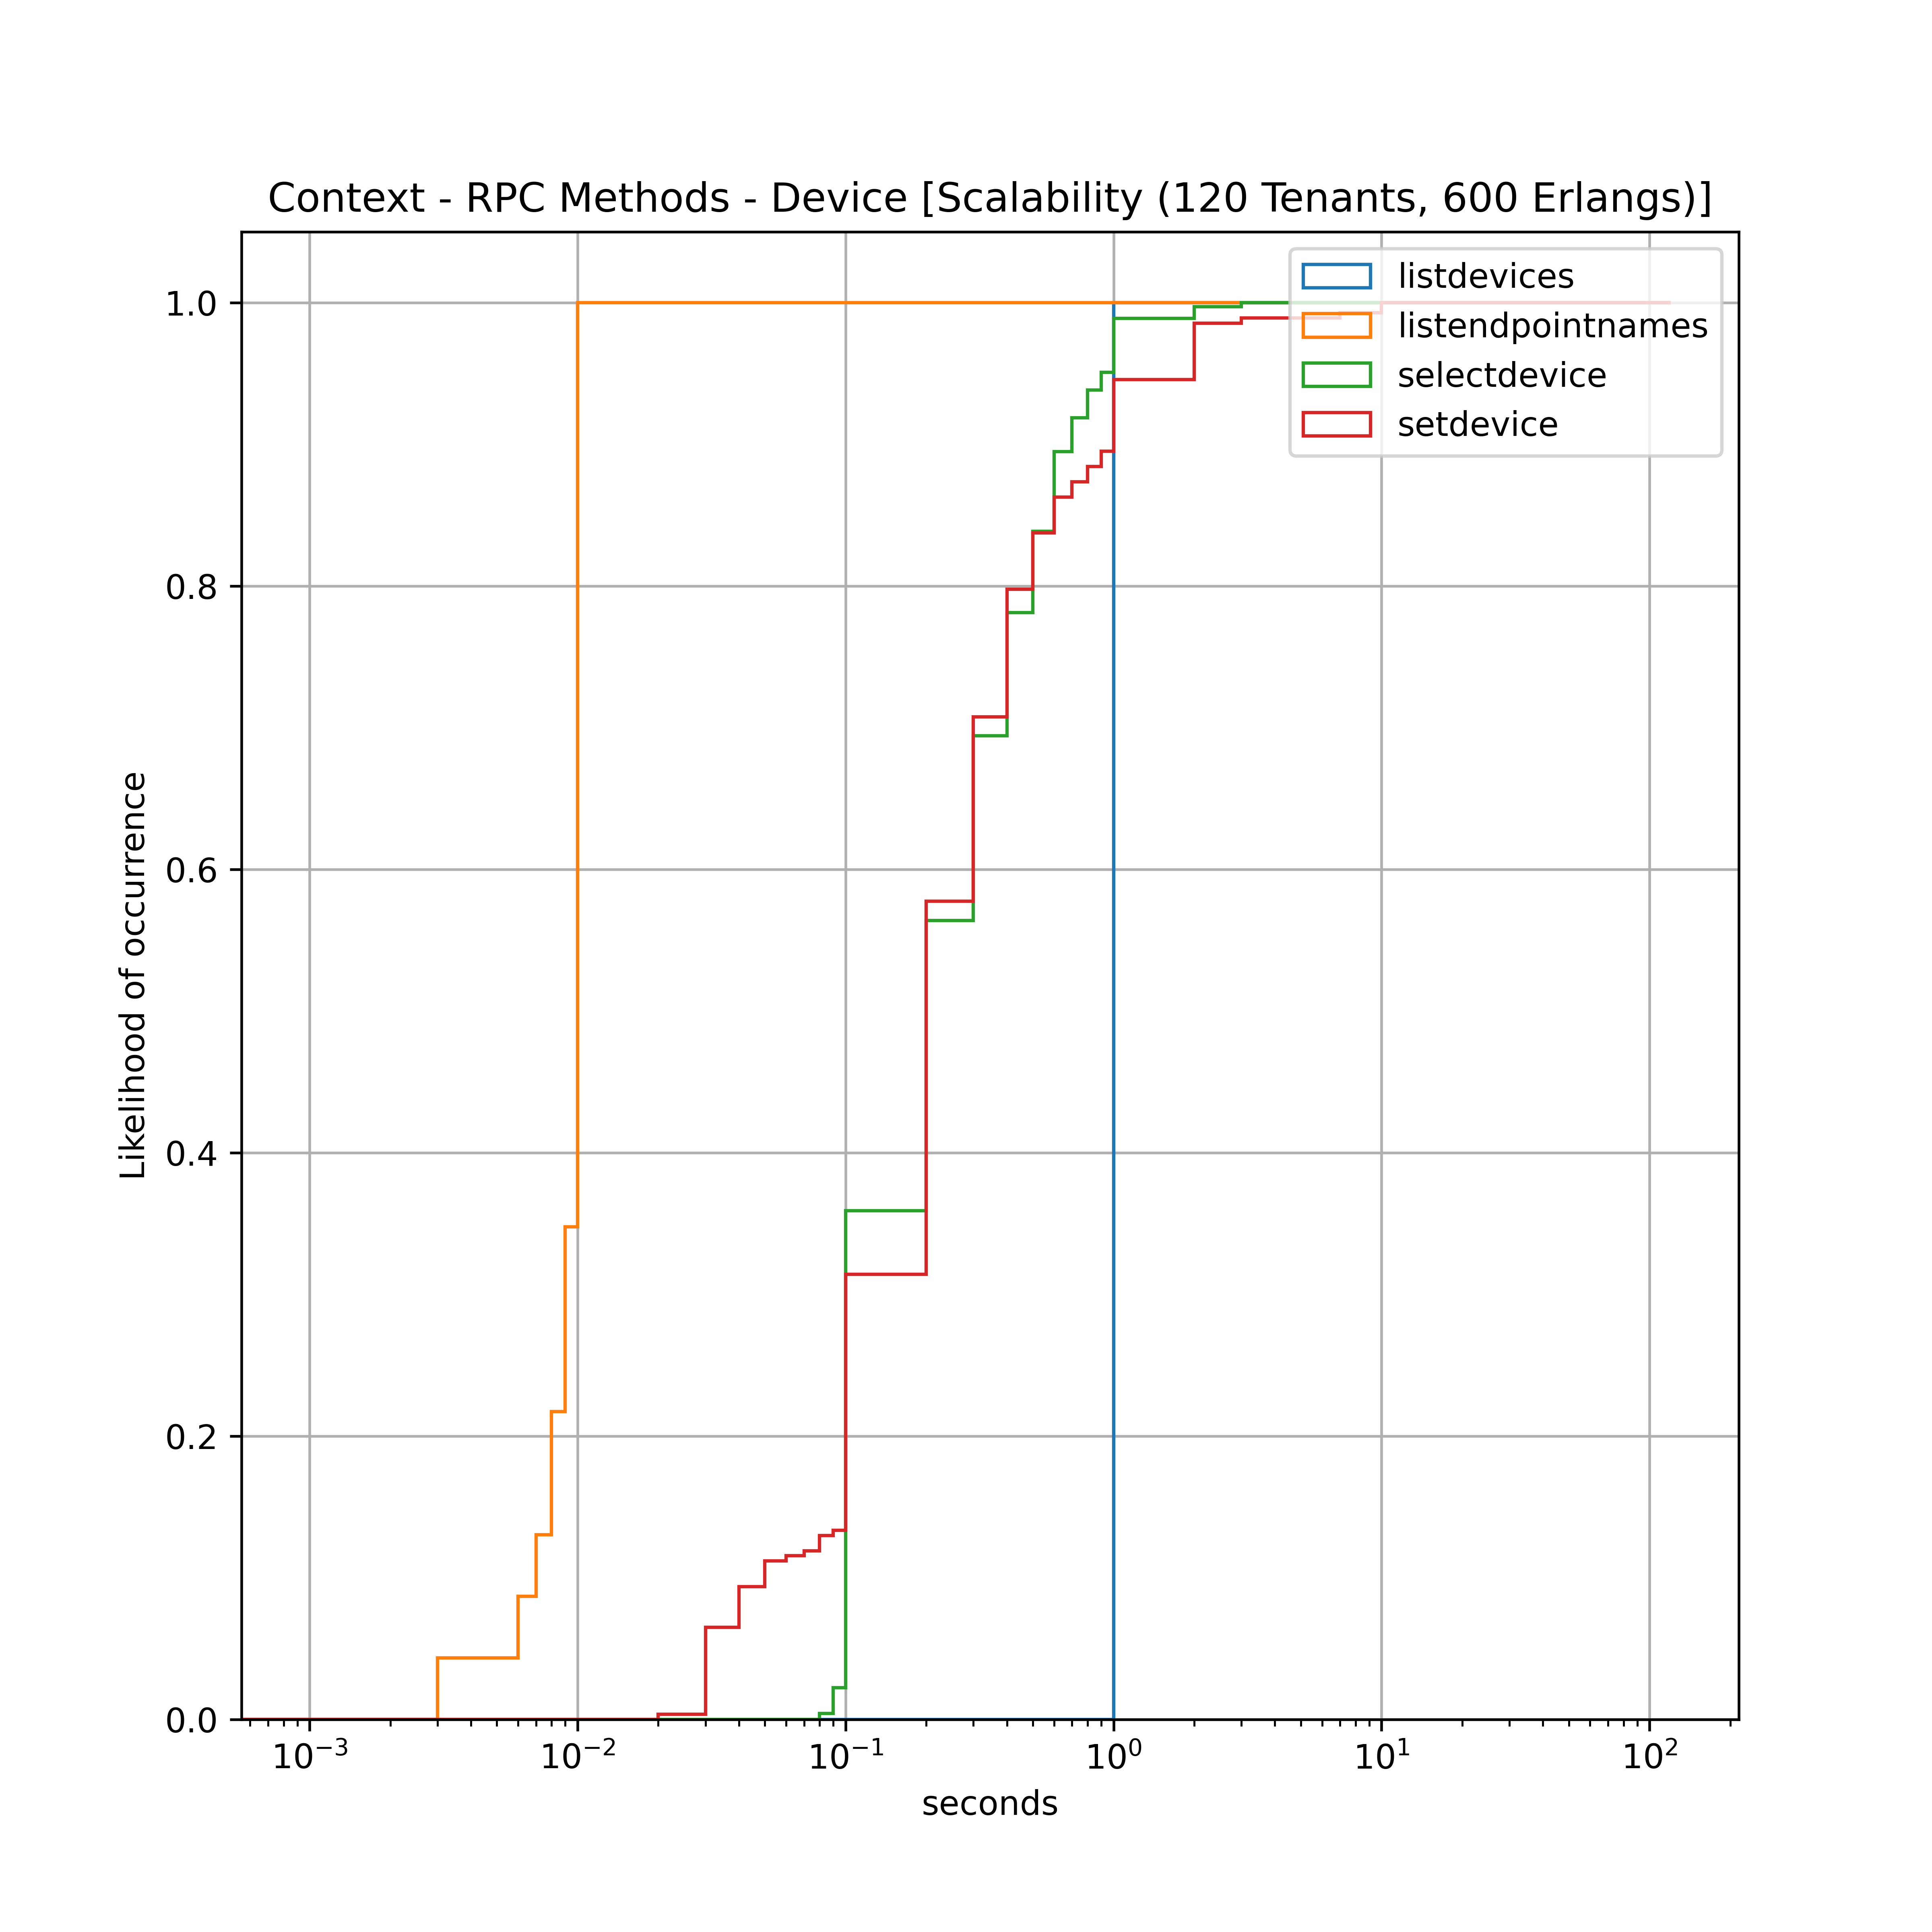 Context - RPC Methods - Device [Scalability (120 Tenants, 600 Erlangs)]
listdevices
listendpointnames
selectdevice
setdevice
Likelihood of occurrence
1.0
0.8
0.6
0.4
0.2
0.0
10⁻³ 10⁻² 10⁻¹ 10⁰ 10¹ 10²
seconds